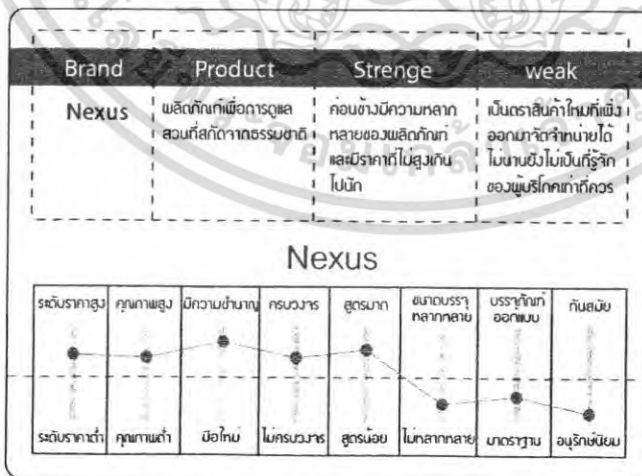 Brand Product Strenge weak
Nexus
ผลิตภัณฑ์เพื่อการดูแล
สวนที่สกัดจากธรรมชาติ
ค่อนข้างมีความหลาก
หลายของผลิตภัณฑ์
และมีราคาที่ไม่สูงเกิน
ไปนัก
เป็นตราสินค้าใหม่ที่เพิ่ง
ออกมาจัดจำหน่ายได้
ไม่นานยังไม่เป็นที่รู้จัก
ของผู้บริโภคเท่าที่ควร
Nexus
ระดับราคาสูง คุณภาพสูง มีความชำนาญ ครบวงจร สูตรมาก ขนาดบรรจุ บรรจุภัณฑ์ ทันสมัย
หลากหลาย ออกแบบ
ระดับราคาต่ำ คุณภาพต่ำ มือใหม่ ไม่ครบวงจร สูตรน้อย ไม่หลากหลาย มาตราฐาน อนุรักษ์นิยม